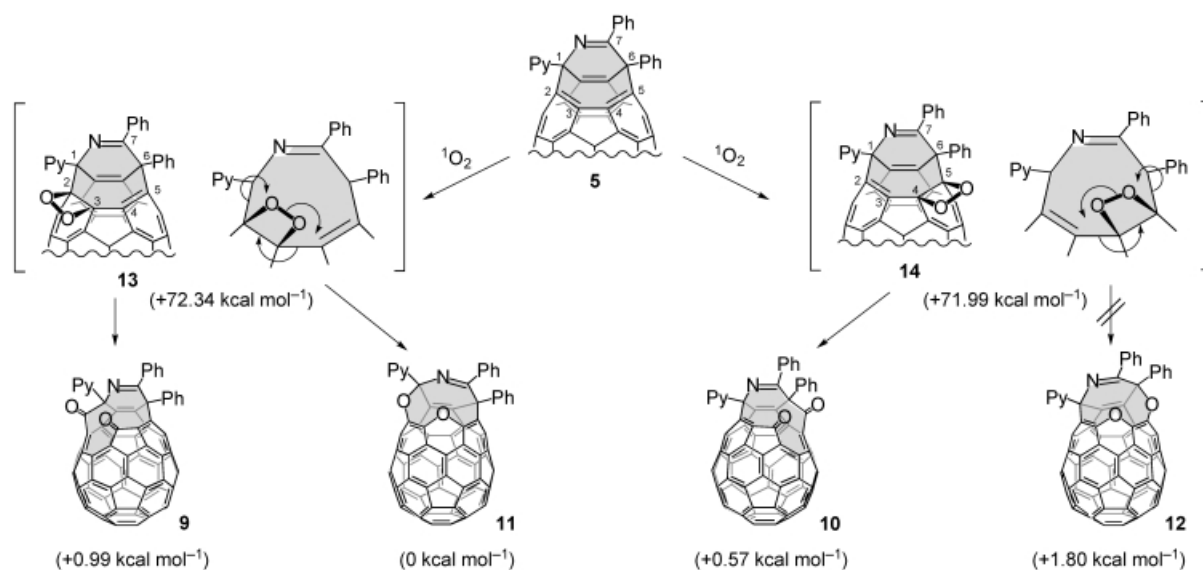 Ph
N
7
Py
1
6
Ph
2
5
3
4
5
¹O₂
¹O₂
Ph
N
7
Py
1
6
Ph
2
5
O
O
3
4
13
Ph
N
Py
Ph
O
O
(+72.34 kcal mol⁻¹)
Ph
N
7
Py
1
6
Ph
2
5
O
O
3
4
14
Ph
N
Py
Ph
O
O
(+71.99 kcal mol⁻¹)
Ph
Py
N
Ph
O
O
9
(+0.99 kcal mol⁻¹)
Ph
Py
N
Ph
O
O
11
(0 kcal mol⁻¹)
Ph
N
Ph
Py
O
O
10
(+0.57 kcal mol⁻¹)
Ph
N
Ph
Py
O
O
12
(+1.80 kcal mol⁻¹)